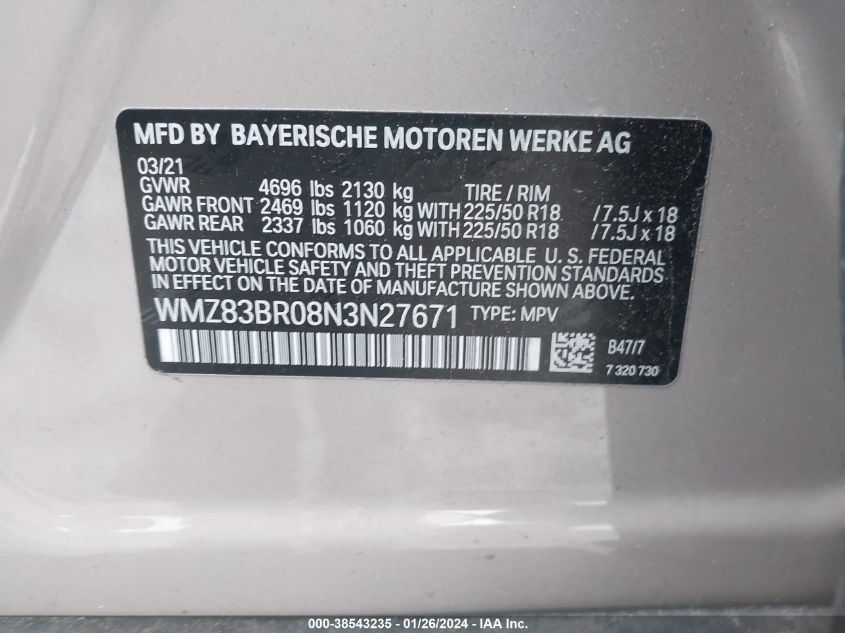 MFD BY BAYERISCHE MOTOREN WERKE AG
03/21
GVWR 4696 lbs 2130 kg TIRE / RIM
GAWR FRONT 2469 lbs 1120 kg WITH 225/50 R18 /7.5J x 18
GAWR REAR 2337 lbs 1060 kg WITH 225/50 R18 /7.5J x 18
THIS VEHICLE CONFORMS TO ALL APPLICABLE U. S. FEDERAL
MOTOR VEHICLE SAFETY AND THEFT PREVENTION STANDARDS
IN EFFECT ON THE DATE OF MANUFACTURE SHOWN ABOVE.
WMZ83BR08N3N27671 TYPE: MPV
B47/7
7 320 730
000-38543235 - 01/26/2024 - IAA Inc.